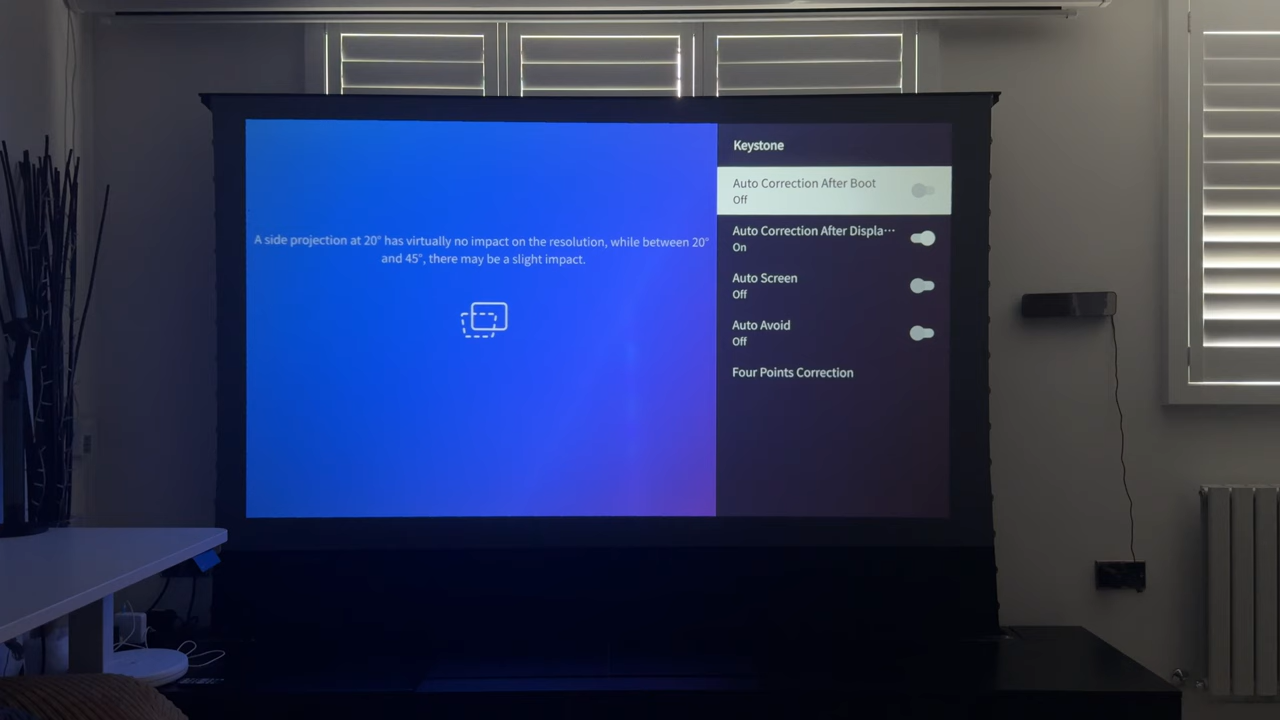 A side projection at 20° has virtually no impact on the resolution, while between 20°
and 45°, there may be a slight impact.
Keystone
Auto Correction After Boot
Off
Auto Correction After Displa···
On
Auto Screen
Off
Auto Avoid
Off
Four Points Correction